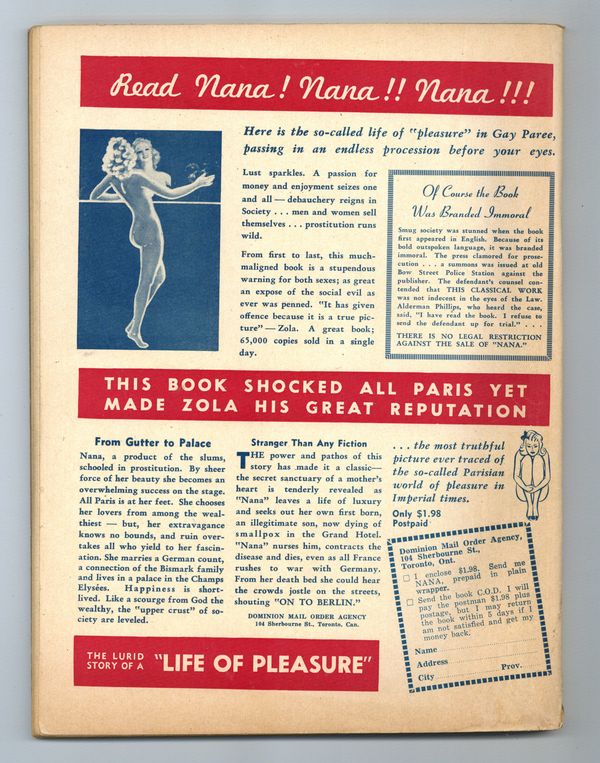 Read Nana! Nana!! Nana!!!
Here is the so-called life of "pleasure" in Gay Paree,
passing in an endless procession before your eyes.
Lust sparkles. A passion for
money and enjoyment seizes one
and all — debauchery reigns in
Society . . . men and women sell
themselves . . . prostitution runs
wild.
From first to last, this much-
maligned book is a stupendous
warning for both sexes; as great
an expose of the social evil as
ever was penned. "It has given
offence because it is a true pic-
ture" — Zola. A great book;
65,000 copies sold in a single
day.
Of Course the Book
Was Branded Immoral
Smug society was stunned when the book
first appeared in English. Because of its
bold outspoken language, it was branded
immoral. The press clamored for prose-
cution . . . a summons was issued at old
Bow Street Police Station against the
publisher. The defendant's counsel con-
tended that THIS CLASSICAL WORK
was not indecent in the eyes of the Law.
Alderman Phillips, who heard the case,
said, "I have read the book. I refuse to
send the defendant up for trial." . . .
THERE IS NO LEGAL RESTRICTION
AGAINST THE SALE OF "NANA."
THIS BOOK SHOCKED ALL PARIS YET
MADE ZOLA HIS GREAT REPUTATION
From Gutter to Palace
Nana, a product of the slums,
schooled in prostitution. By sheer
force of her beauty she becomes an
overwhelming success on the stage.
All Paris is at her feet. She chooses
her lovers from among the weal-
thiest — but, her extravagance
knows no bounds, and ruin over-
takes all who yield to her fascin-
ation. She marries a German count,
a connection of the Bismark family
and lives in a palace in the Champs
Elysées. Happiness is short-
lived. Like a scourge from God the
wealthy, the "upper crust" of so-
ciety are leveled.
Stranger Than Any Fiction
THE power and pathos of this
story has made it a classic—
the secret sanctuary of a mother's
heart is tenderly revealed as
"Nana" leaves a life of luxury
and seeks out her own first born,
an illegitimate son, now dying of
smallpox in the Grand Hotel.
"Nana" nurses him, contracts the
disease and dies, even as all France
rushes to war with Germany.
From her death bed she could hear
the crowds jostle on the streets,
shouting "ON TO BERLIN."
DOMINION MAIL ORDER AGENCY
104 Sherbourne St., Toronto, Can.
. . . the most truthful
picture ever traced of
the so-called Parisian
world of pleasure in
Imperial times.
Only $1.98
Postpaid
Dominion Mail Order Agency,
104 Sherbourne St.,
Toronto, Ont.
□ I enclose $1.98. Send me
NANA, prepaid in plain
wrapper.
□ Send the book C.O.D. I will
pay the postman $1.98 plus
postage, but I may return
the book within 5 days if I
am not satisfied and get my
money back.
Name
Address
City Prov.
THE LURID
STORY OF A "LIFE OF PLEASURE"